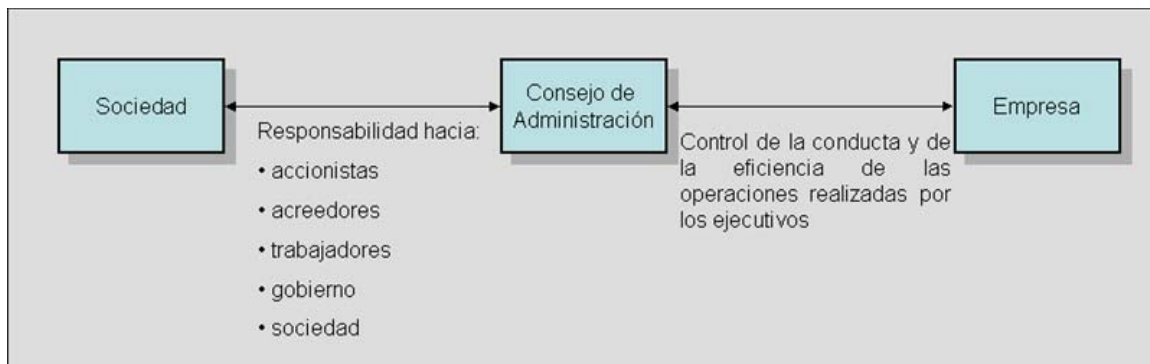 Sociedad
Consejo de
Administración
Empresa
Responsabilidad hacia:
• accionistas
• acreedores
• trabajadores
• gobierno
• sociedad
Control de la conducta y de
la eficiencia de las
operaciones realizadas por
los ejecutivos